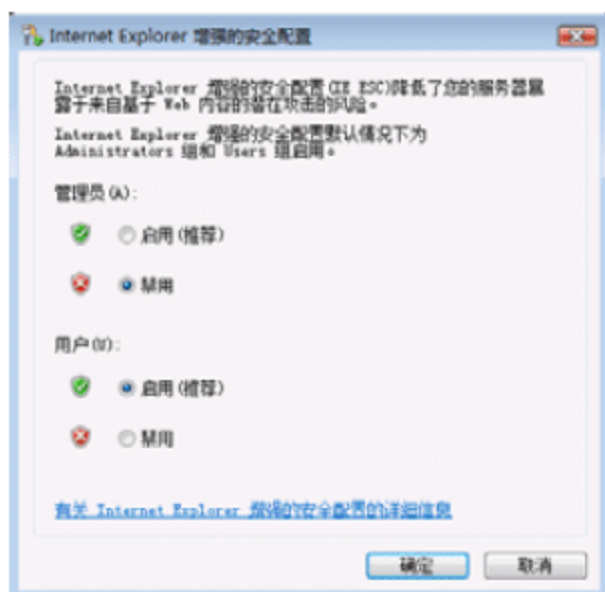 Internet Explorer 增强的安全配置
Internet Explorer 增强的安全配置(IE ESC)降低了您的服务器暴
露于来自基于 Web 内容的潜在攻击的风险。
Internet Explorer 增强的安全配置默认情况下为
Administrators 组和 Users 组启用。
管理员(A):
启用(推荐)
禁用
用户(U):
启用(推荐)
禁用
有关 Internet Explorer 增强的安全配置的详细信息
确定
取消